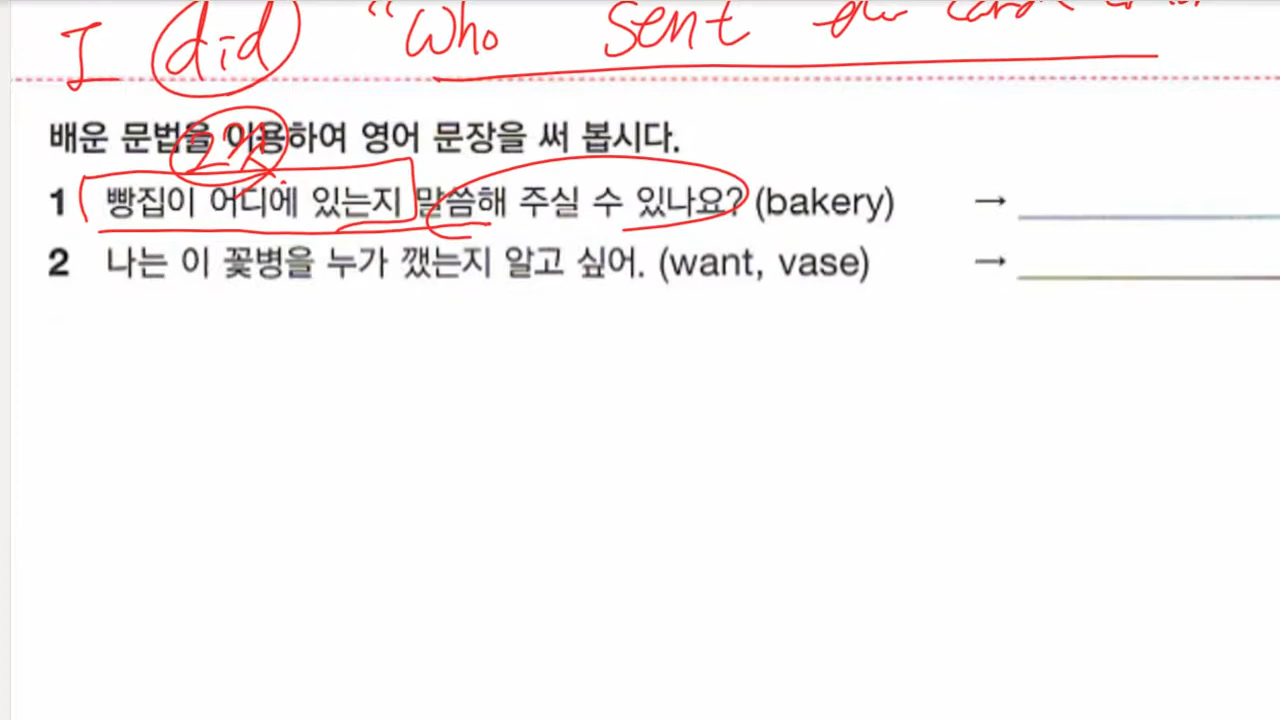 I did "Who sent the
배운 문법을 이용하여 영어 문장을 써 봅시다.
1 빵집이 어디에 있는지 말씀해 주실 수 있나요? (bakery) →
2 나는 이 꽃병을 누가 깼는지 알고 싶어. (want, vase) →